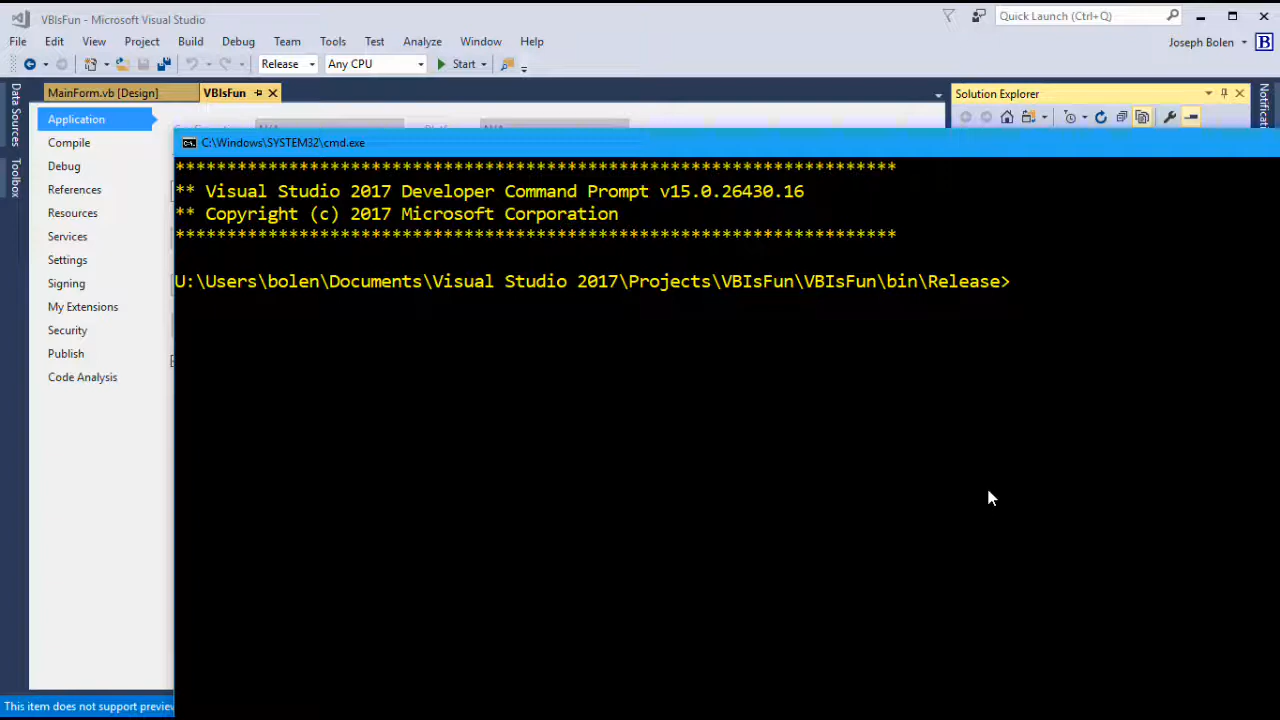 VBIsFun - Microsoft Visual Studio
Quick Launch (Ctrl+Q)
File Edit View Project Build Debug Team Tools Test Analyze Window Help
Joseph Bolen
B
Release Any CPU Start
Data Sources
Toolbox
MainForm.vb [Design] VBIsFun
Solution Explorer
Application
Compile
Debug
References
Resources
Services
Settings
Signing
My Extensions
Security
Publish
Code Analysis
C:\Windows\SYSTEM32\cmd.exe
**********************************************************************
** Visual Studio 2017 Developer Command Prompt v15.0.26430.16
** Copyright (c) 2017 Microsoft Corporation
**********************************************************************
U:\Users\bolen\Documents\Visual Studio 2017\Projects\VBIsFun\VBIsFun\bin\Release>
This item does not support